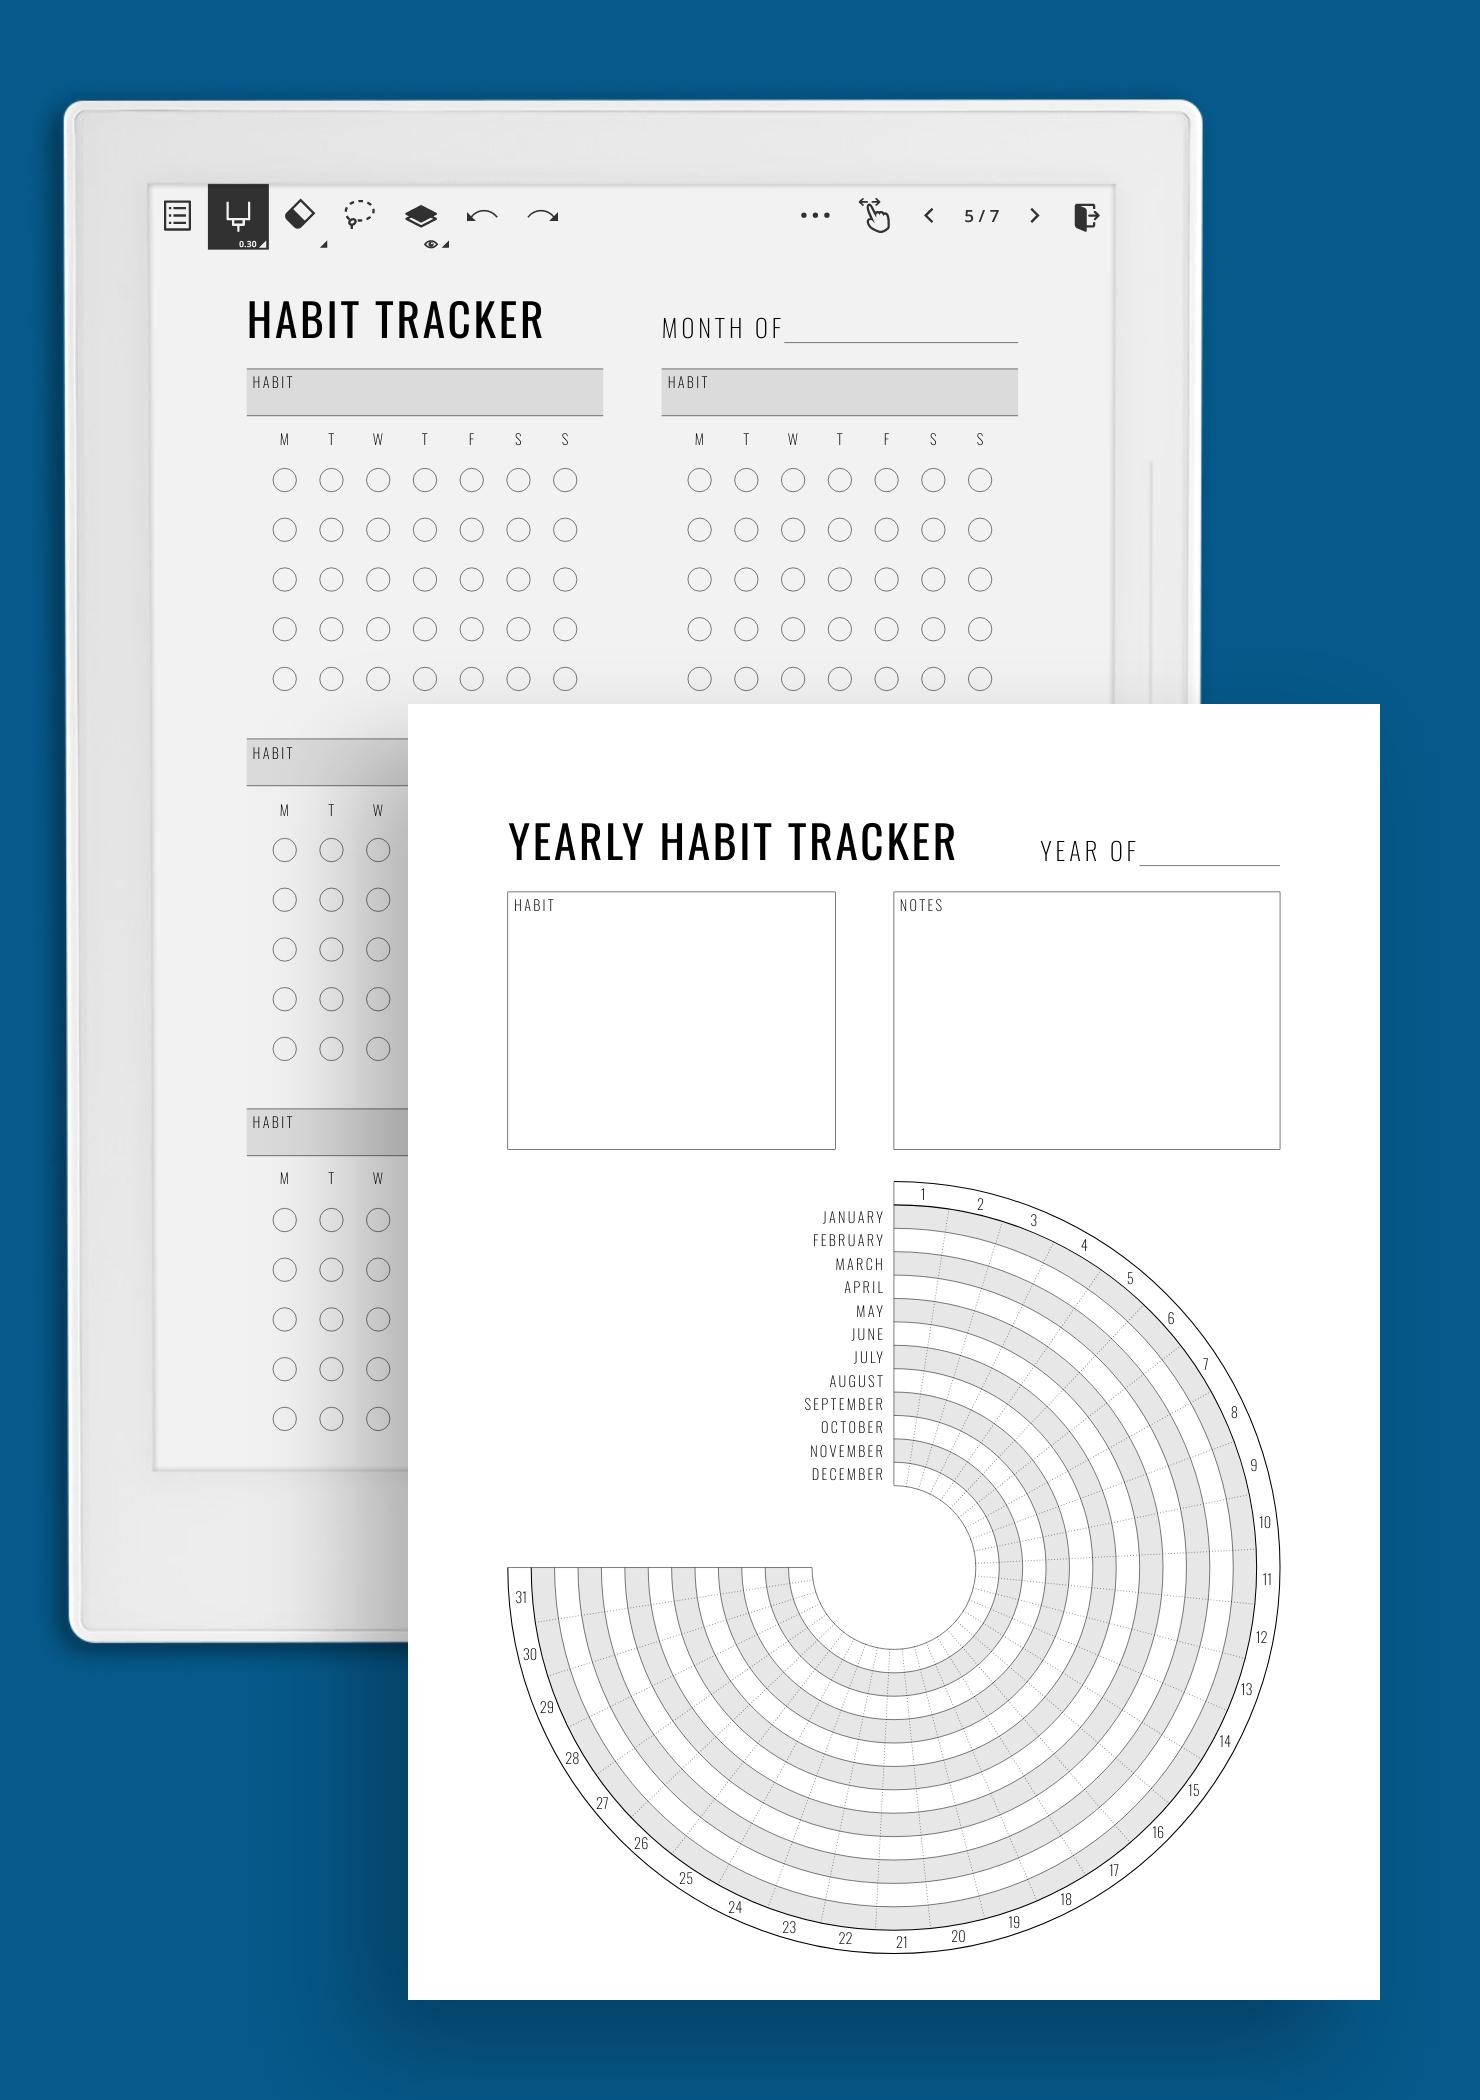 0.30
5 / 7
HABIT TRACKER
MONTH OF
HABIT
HABIT
M T W T F S S
M T W T F S S
HABIT
M T W
HABIT
M T W
YEARLY HABIT TRACKER
YEAR OF
HABIT
NOTES
JANUARY
FEBRUARY
MARCH
APRIL
MAY
JUNE
JULY
AUGUST
SEPTEMBER
OCTOBER
NOVEMBER
DECEMBER
1
2
3
4
5
6
7
8
9
10
11
12
13
14
15
16
17
18
19
20
21
22
23
24
25
26
27
28
29
30
31